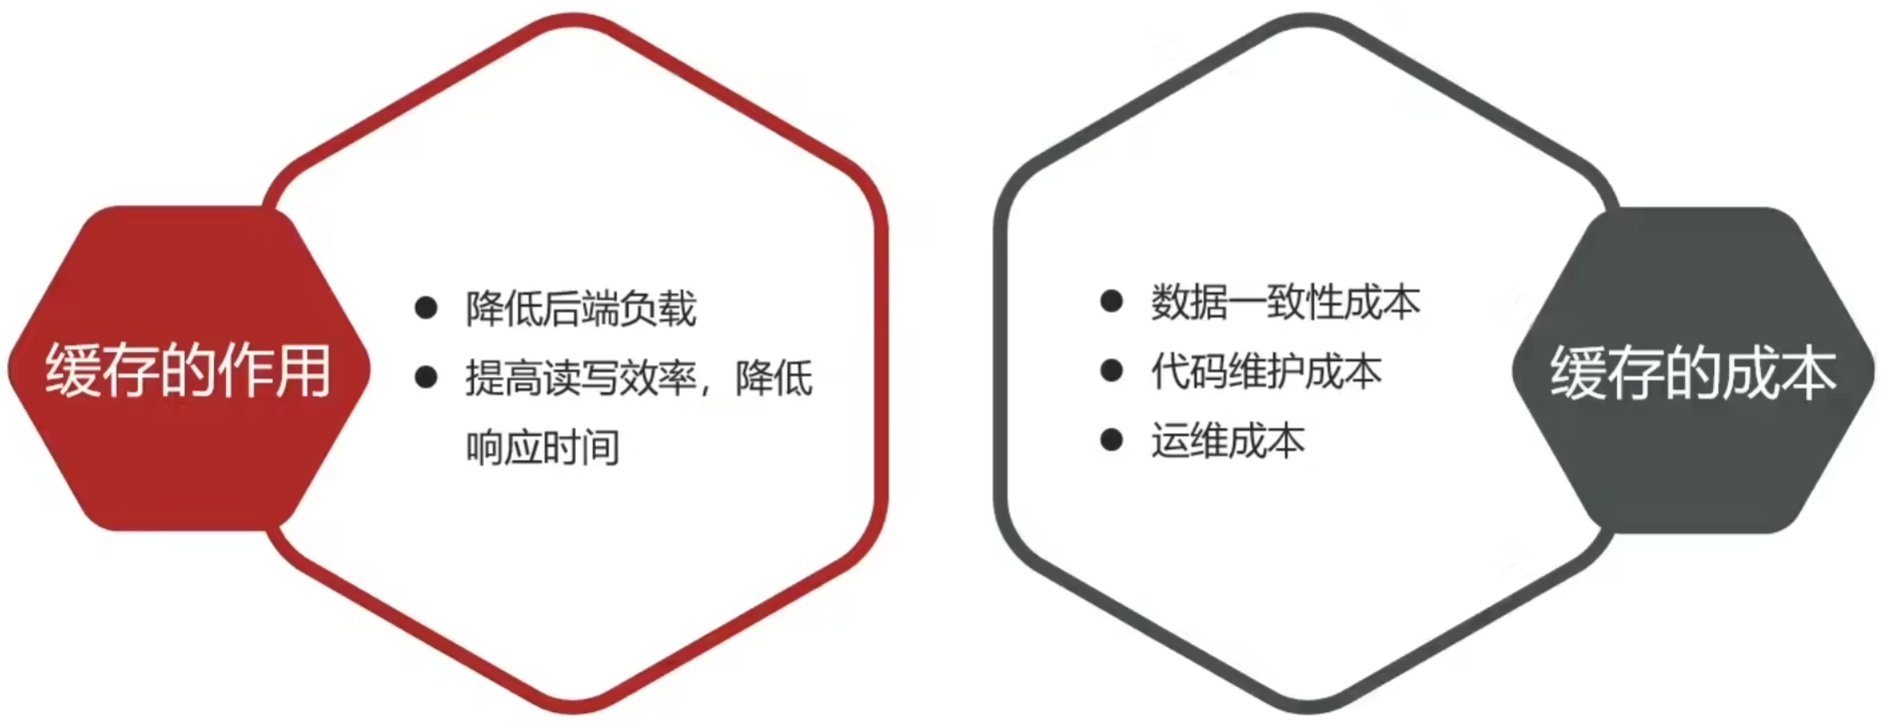 缓存的作用
● 降低后端负载
● 提高读写效率，降低
响应时间
● 数据一致性成本
● 代码维护成本
● 运维成本
缓存的成本